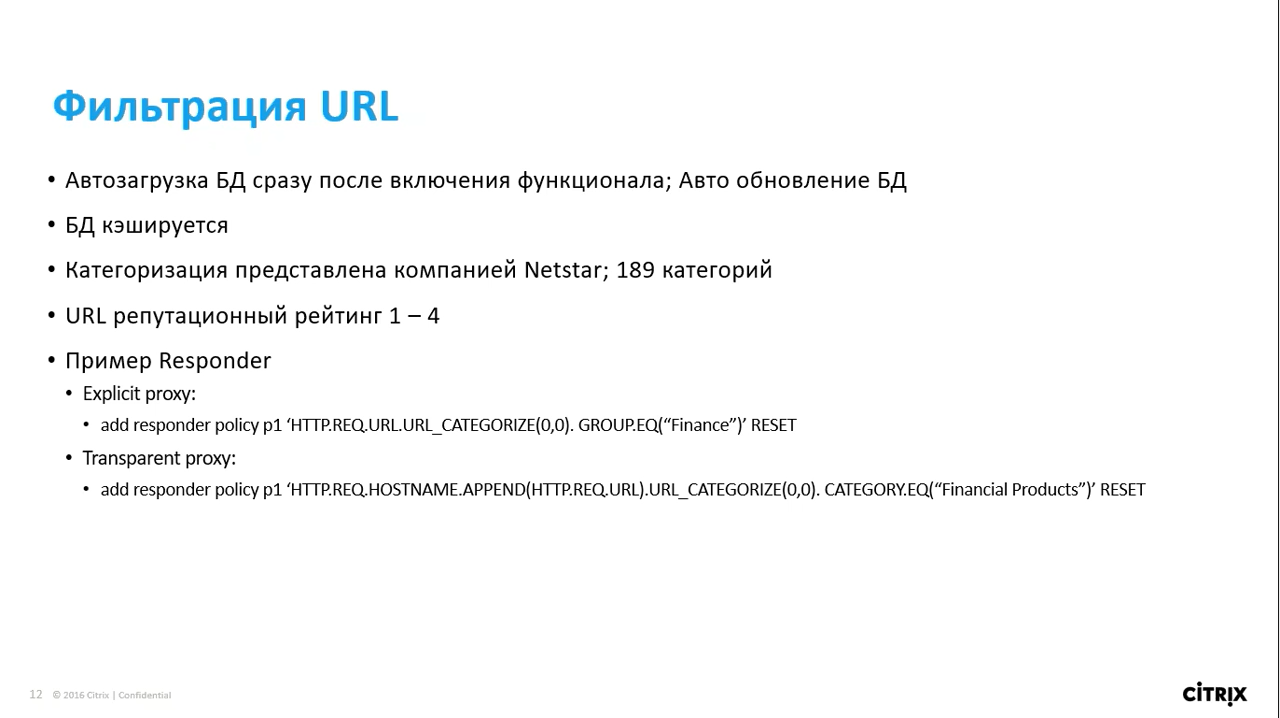 Фильтрация URL
• Автозагрузка БД сразу после включения функционала; Авто обновление БД
• БД кэшируется
• Категоризация представлена компанией Netstar; 189 категорий
• URL репутационный рейтинг 1 – 4
• Пример Responder
• Explicit proxy:
• add responder policy p1 ‘HTTP.REQ.URL.URL_CATEGORIZE(0,0). GROUP.EQ(“Finance”)’ RESET
• Transparent proxy:
• add responder policy p1 ‘HTTP.REQ.HOSTNAME.APPEND(HTTP.REQ.URL).URL_CATEGORIZE(0,0). CATEGORY.EQ(“Financial Products”)’ RESET
12 © 2016 Citrix | Confidential
CİTRIX